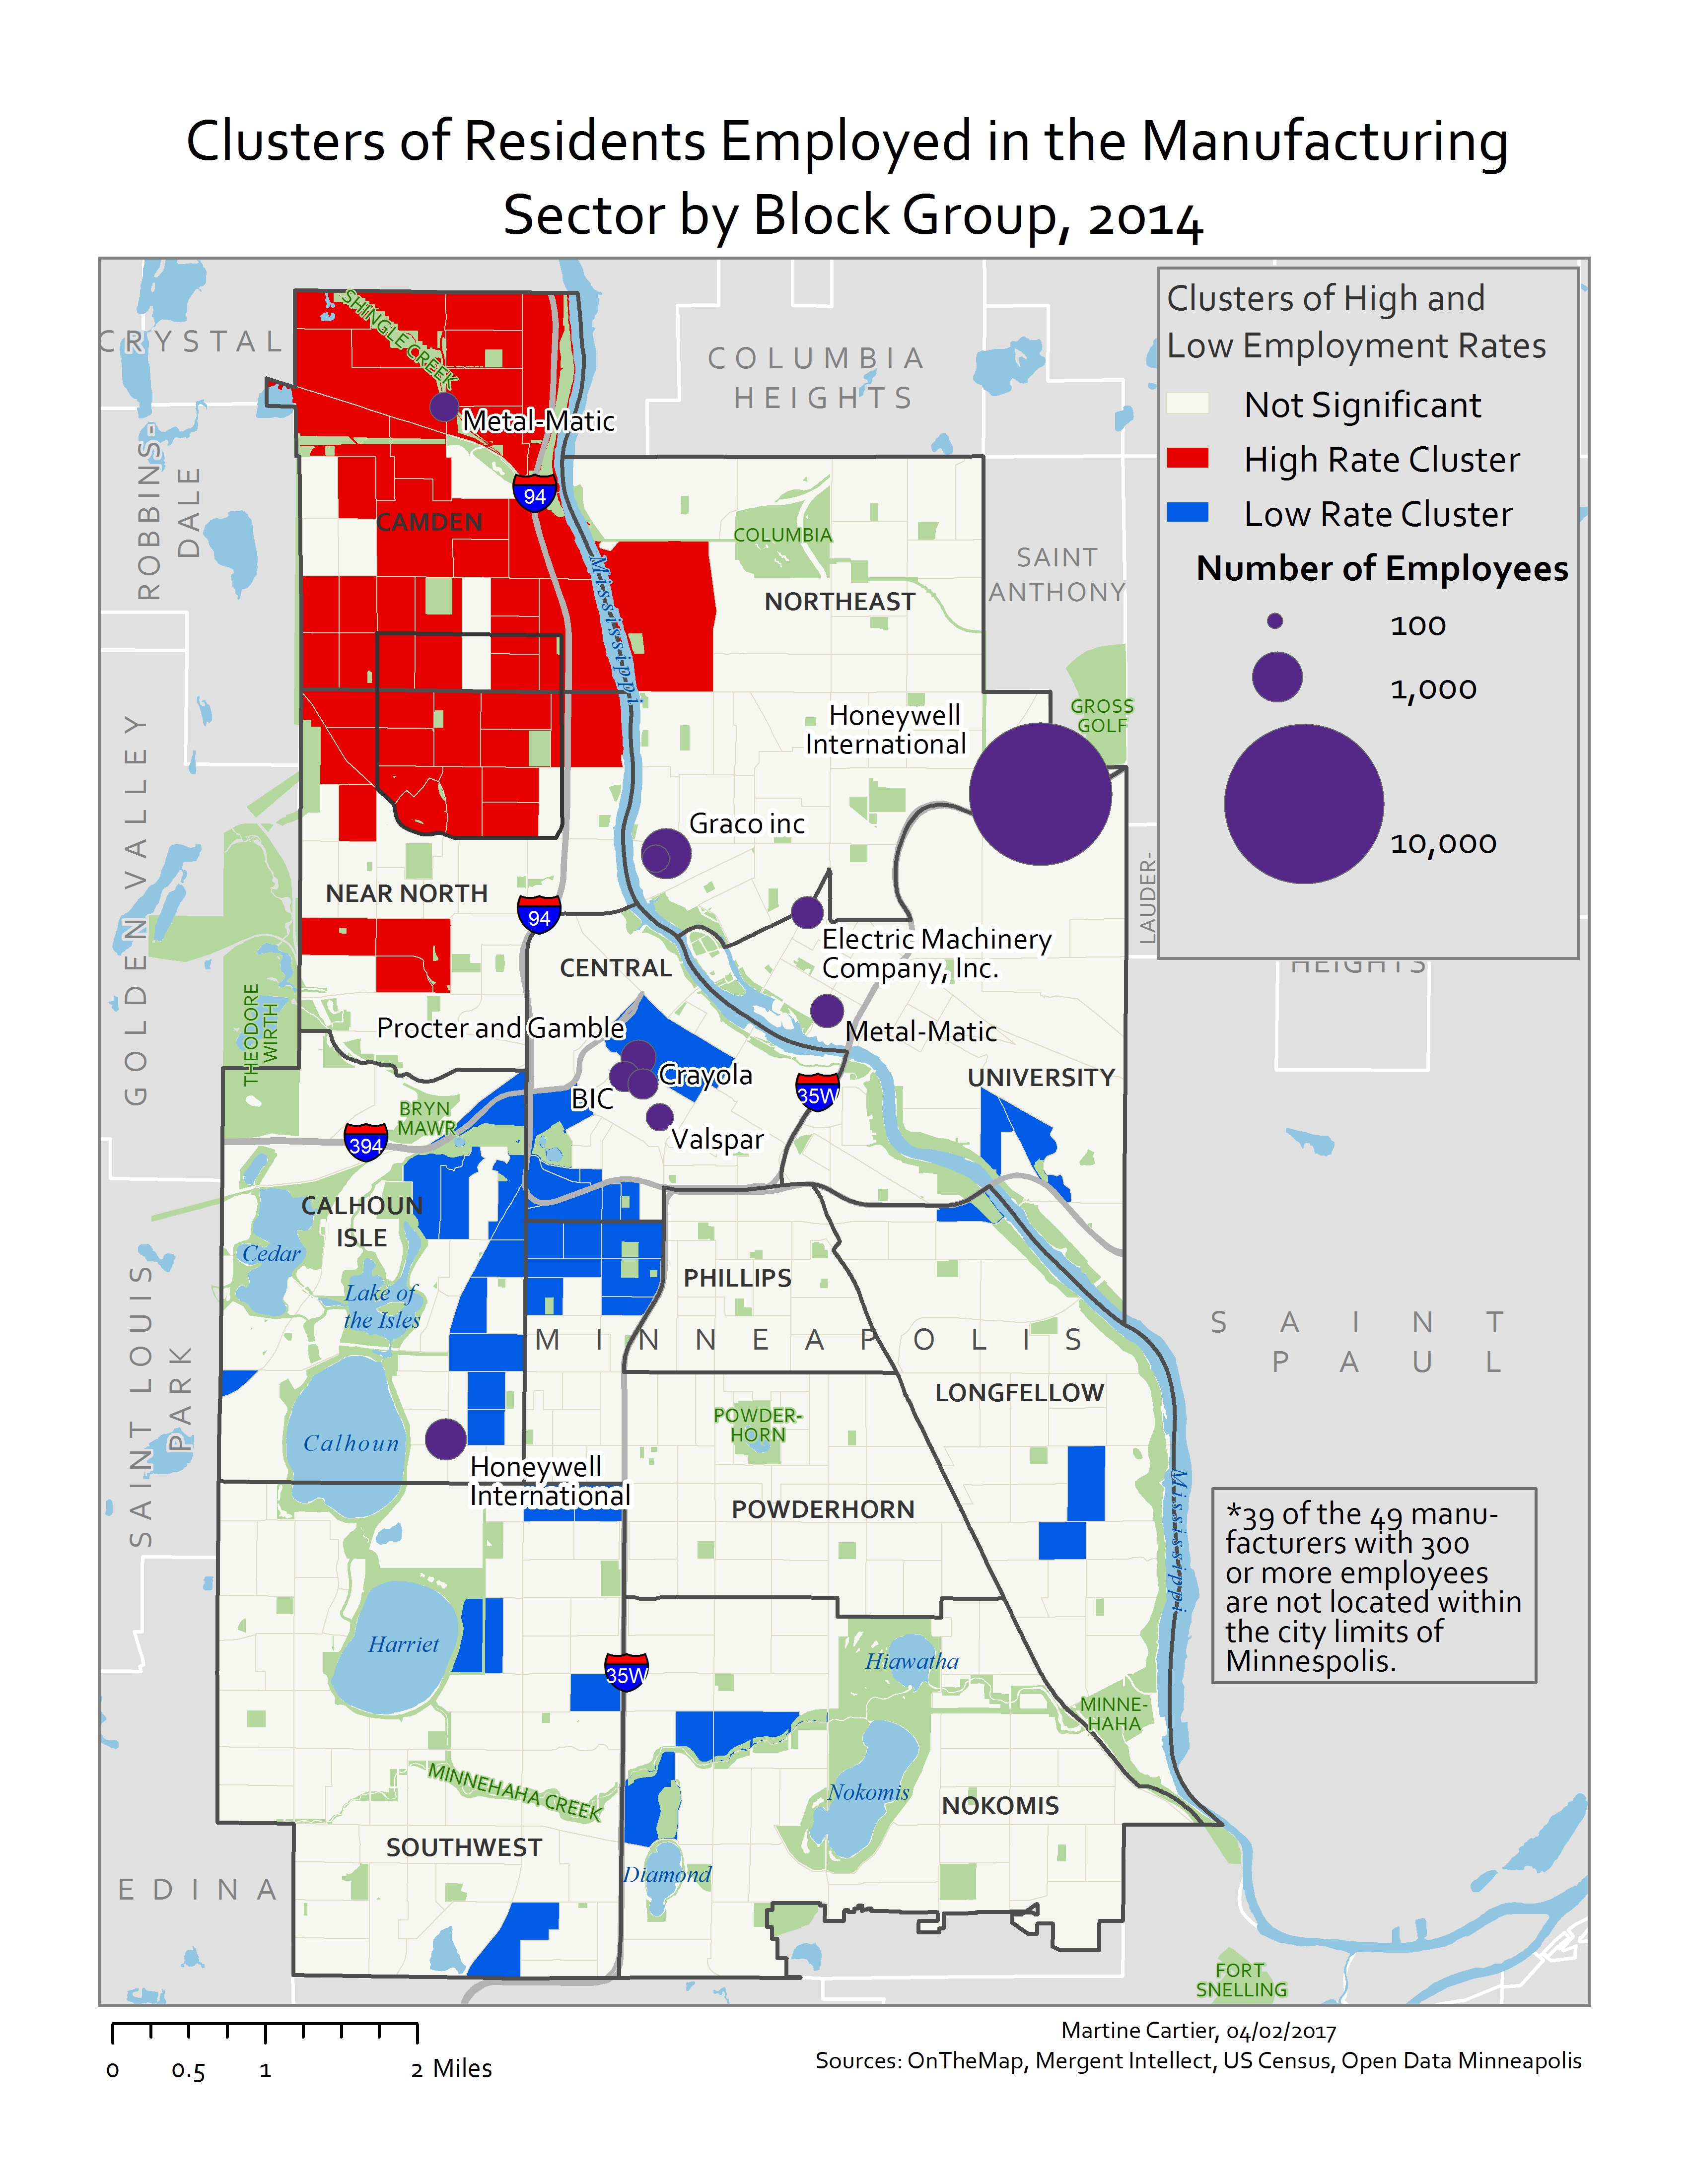 Clusters of Residents Employed in the Manufacturing
Sector by Block Group, 2014
Clusters of High and
Low Employment Rates
Not Significant
High Rate Cluster
Low Rate Cluster
Number of Employees
100
1,000
10,000
CRYSTAL
SHINGLE CREEK
COLUMBIA
HEIGHTS
Metal-Matic
ROBBINS-
DALE
94
CAMDEN
COLUMBIA
SAINT
ANTHONY
Mississippi
NORTHEAST
GROSS
GOLF
Honeywell
International
GOLDEN VALLEY
Graco inc
LAUDER-
HEIGHTS
NEAR NORTH
94
Electric Machinery
Company, Inc.
CENTRAL
THEODORE
WIRTH
Procter and Gamble
Metal-Matic
Crayola
BIC
35W
UNIVERSITY
BRYN
MAWR
Valspar
394
CALHOUN
ISLE
Cedar
Lake of
the Isles
PHILLIPS
MINNEAPOLIS
SAINT
PAUL
SAINT LOUIS
PARK
LONGFELLOW
POWDER-
HORN
Calhoun
Honeywell
International
POWDERHORN
Mississippi
*39 of the 49 manu-
facturers with 300
or more employees
are not located within
the city limits of
Minnespolis.
Harriet
Hiawatha
35W
MINNE-
HAHA
MINNEHAHA CREEK
Nokomis
NOKOMIS
SOUTHWEST
Diamond
EDINA
FORT
SNELLING
0 0.5 1 2 Miles
Martine Cartier, 04/02/2017
Sources: OnTheMap, Mergent Intellect, US Census, Open Data Minneapolis